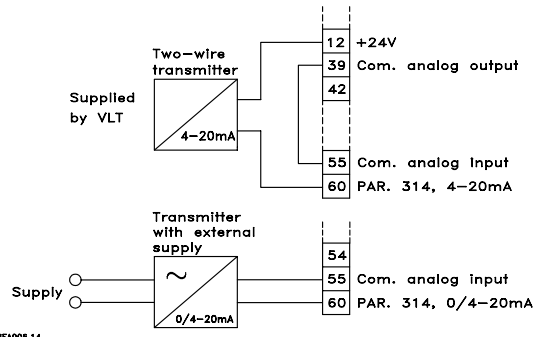 12 +24V
Two-wire
transmitter
39 Com. analog output
Supplied
by VLT
42
4-20mA
55 Com. analog input
60 PAR. 314, 4-20mA
Transmitter
with external
supply
54
~
55 Com. analog input
Supply
60 PAR. 314, 0/4-20mA
0/4-20mA